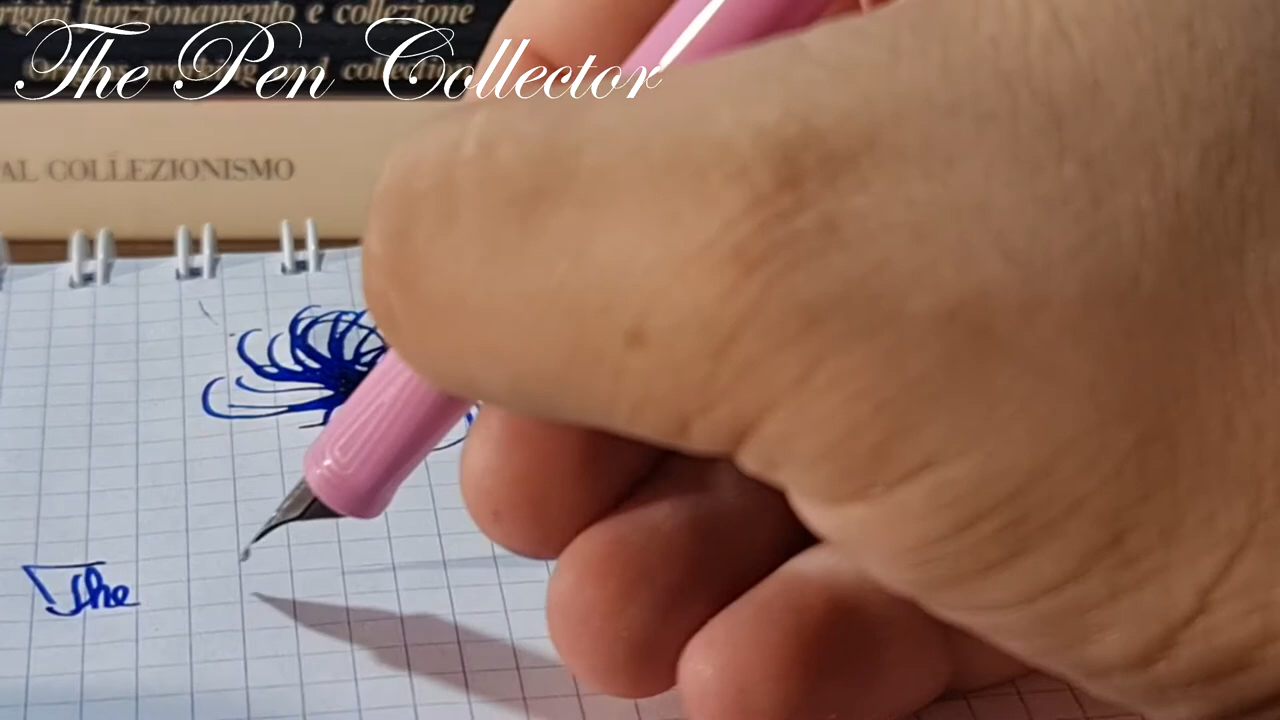 rigini funzionamento e collezione
The Pen Collector
AL COLLEZIONISMO
The